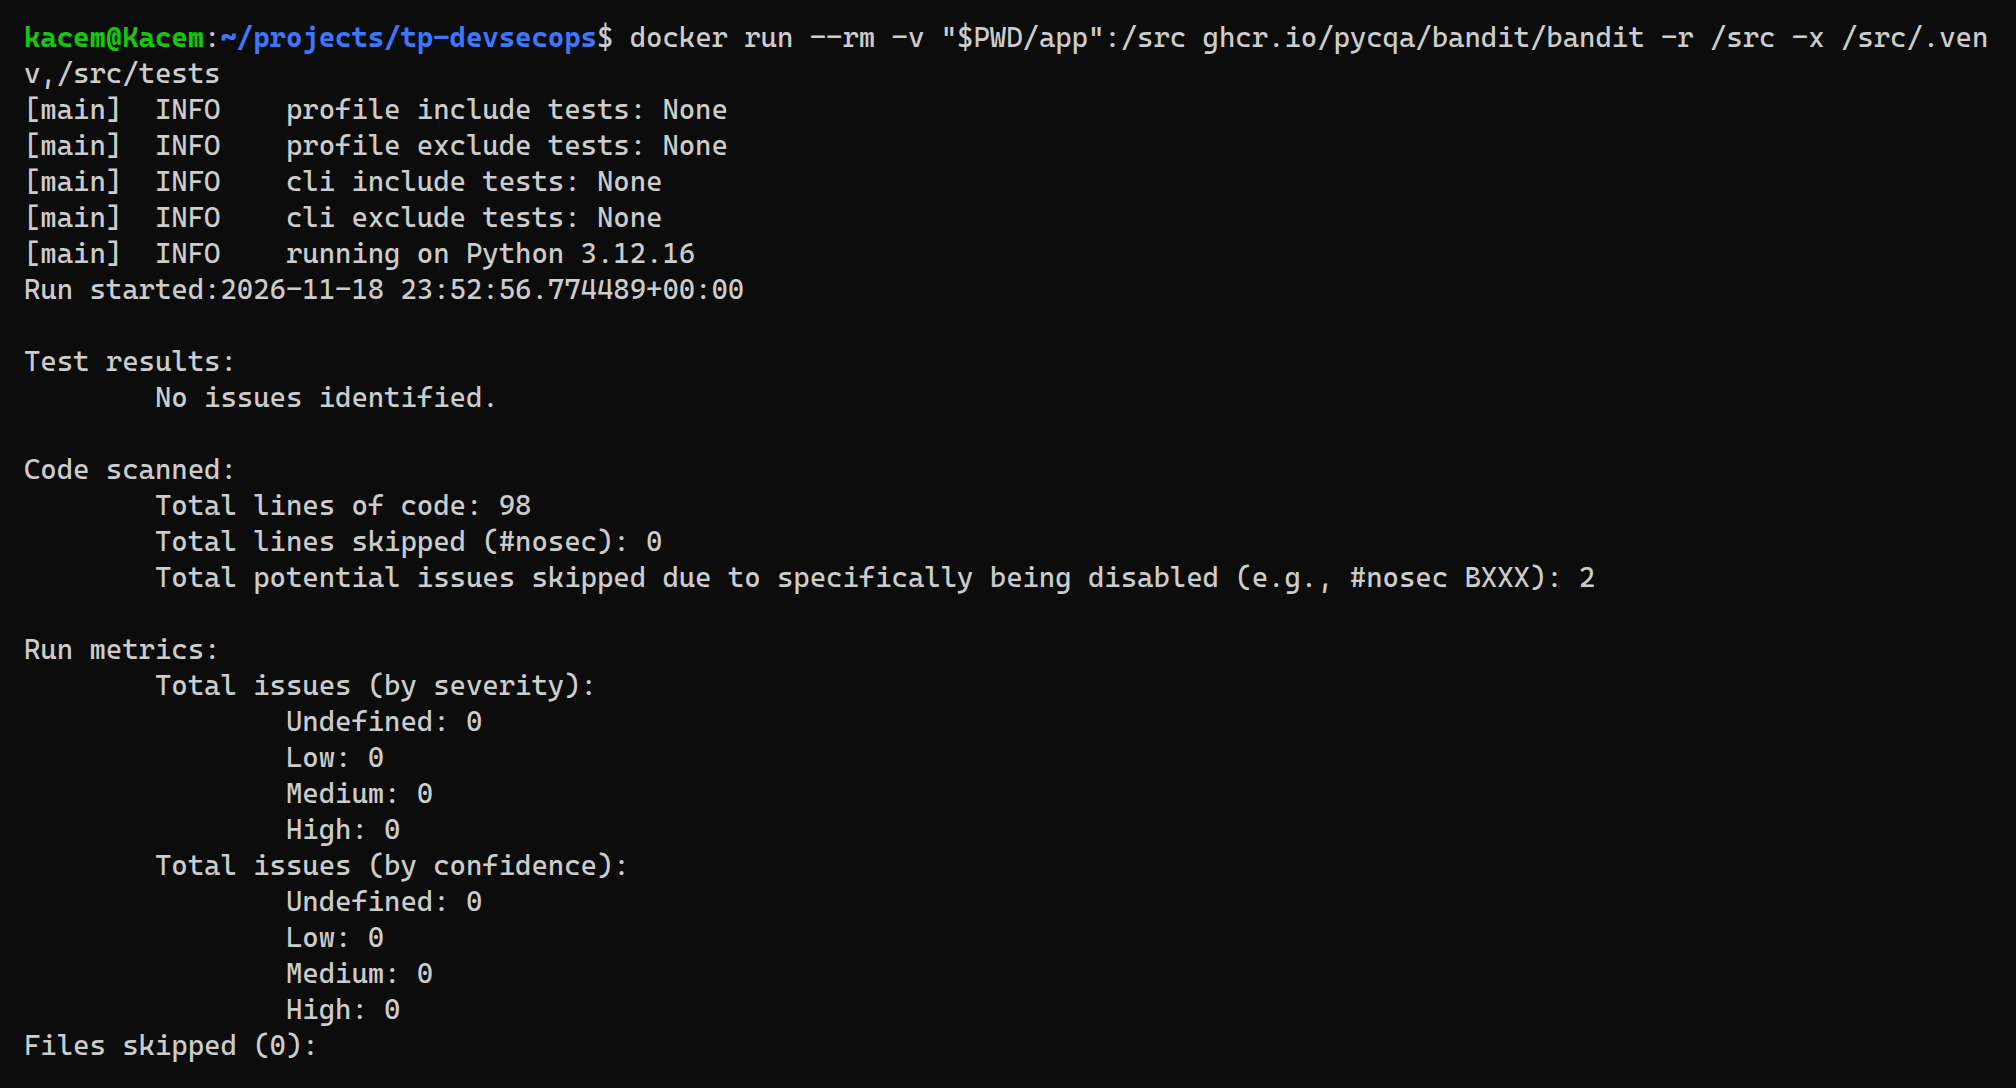 kacem@Kacem:~/projects/tp-devsecops$ docker run --rm -v "$PWD/app":/src ghcr.io/pycqa/bandit/bandit -r /src -x /src/.ven
v,/src/tests
[main]  INFO    profile include tests: None
[main]  INFO    profile exclude tests: None
[main]  INFO    cli include tests: None
[main]  INFO    cli exclude tests: None
[main]  INFO    running on Python 3.12.16
Run started:2026-11-18 23:52:56.774489+00:00

Test results:
        No issues identified.

Code scanned:
        Total lines of code: 98
        Total lines skipped (#nosec): 0
        Total potential issues skipped due to specifically being disabled (e.g., #nosec BXXX): 2

Run metrics:
        Total issues (by severity):
                Undefined: 0
                Low: 0
                Medium: 0
                High: 0
        Total issues (by confidence):
                Undefined: 0
                Low: 0
                Medium: 0
                High: 0
Files skipped (0):